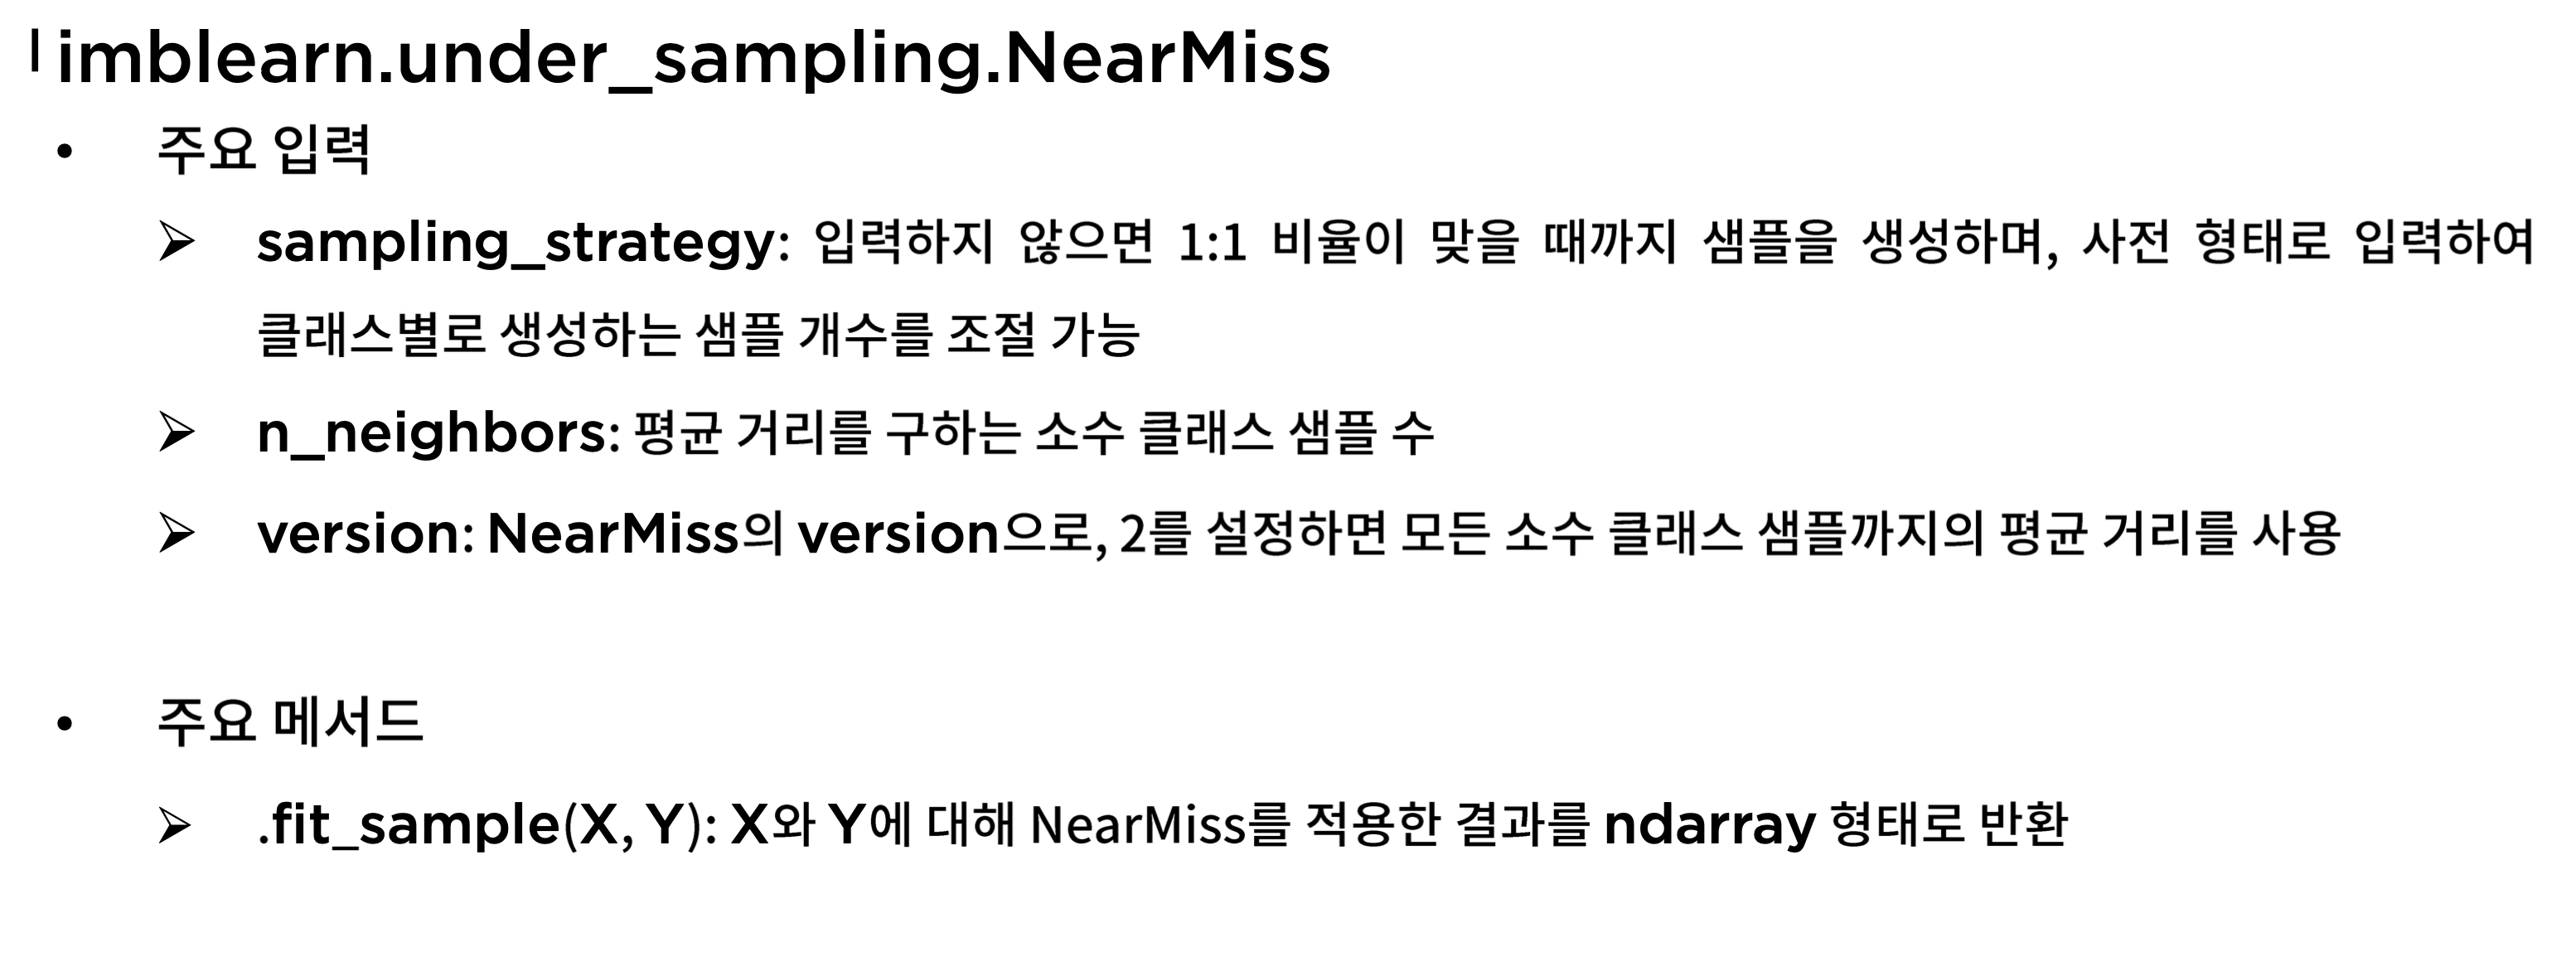 imblearn.under_sampling.NearMiss
• 주요 입력
➢ sampling_strategy: 입력하지 않으면 1:1 비율이 맞을 때까지 샘플을 생성하며, 사전 형태로 입력하여
클래스별로 생성하는 샘플 개수를 조절 가능
➢ n_neighbors: 평균 거리를 구하는 소수 클래스 샘플 수
➢ version: NearMiss의 version으로, 2를 설정하면 모든 소수 클래스 샘플까지의 평균 거리를 사용
• 주요 메서드
➢ .fit_sample(X, Y): X와 Y에 대해 NearMiss를 적용한 결과를 ndarray 형태로 반환